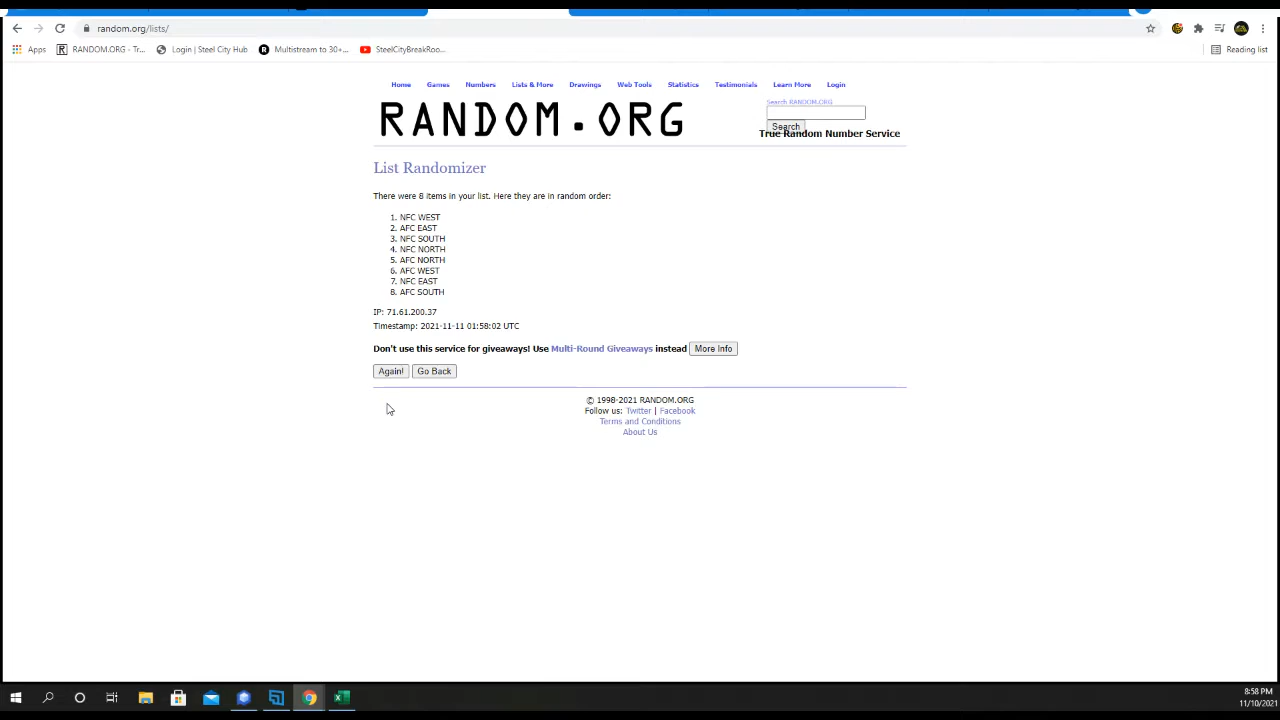 random.org/lists/
Apps RANDOM.ORG - Tr... Login | Steel City Hub Multistream to 30+... SteelCityBreakRoo... Reading list
Home Games Numbers Lists & More Drawings Web Tools Statistics Testimonials Learn More Login
RANDOM.ORG
Search RANDOM.ORG
Search
True Random Number Service
List Randomizer
There were 8 items in your list. Here they are in random order:
1. NFC WEST
2. AFC EAST
3. NFC SOUTH
4. NFC NORTH
5. AFC NORTH
6. AFC WEST
7. NFC EAST
8. AFC SOUTH
IP: 71.61.200.37
Timestamp: 2021-11-11 01:58:02 UTC
Don't use this service for giveaways! Use Multi-Round Giveaways instead More Info
Again! Go Back
© 1998-2021 RANDOM.ORG
Follow us: Twitter | Facebook
Terms and Conditions
About Us
8:58 PM
11/10/2021